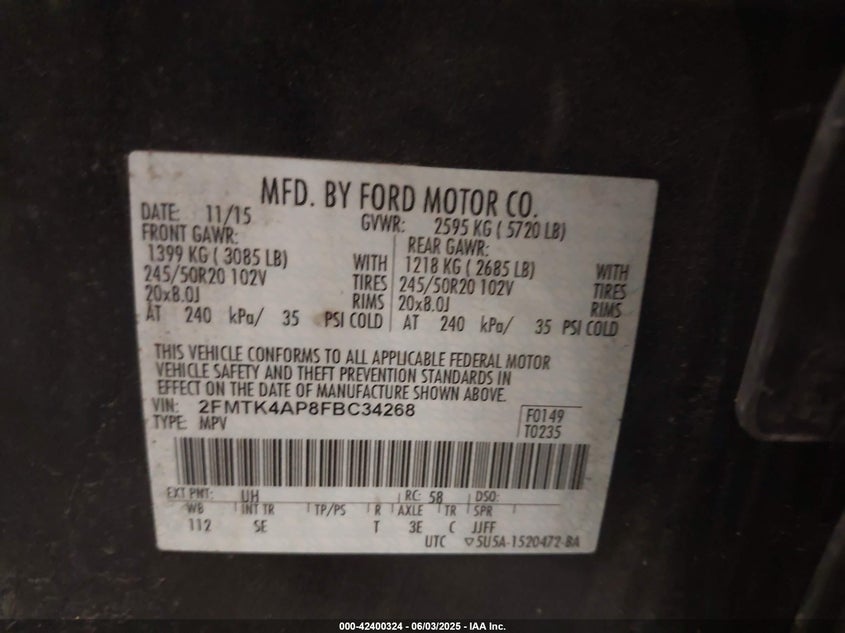 MFD. BY FORD MOTOR CO.
DATE: 11/15 GVWR: 2595 KG ( 5720 LB)
FRONT GAWR: REAR GAWR:
1399 KG ( 3085 LB) WITH 1218 KG ( 2685 LB) WITH
245/50R20 102V TIRES 245/50R20 102V TIRES
20x8.0J RIMS 20x8.0J RIMS
AT 240 kPa/ 35 PSI COLD AT 240 kPa/ 35 PSI COLD
THIS VEHICLE CONFORMS TO ALL APPLICABLE FEDERAL MOTOR
VEHICLE SAFETY AND THEFT PREVENTION STANDARDS IN
EFFECT ON THE DATE OF MANUFACTURE SHOWN ABOVE.
VIN: 2FMTK4AP8FBC34268 F0149
TYPE: MPV T0235
EXT PNT: UH RC: 58 DSO:
WB INT TR TP/PS R AXLE TR SPR
112 SE T 3E C JJFF
UTC ▽5U5A-1520472-BA
000-42400324 - 06/03/2025 - IAA Inc.